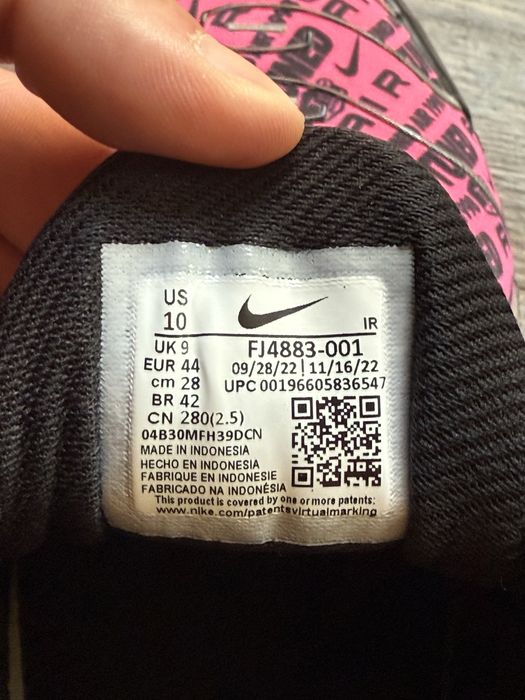 AIR
US
10
IR
UK 9
FJ4883-001
EUR 44
09/28/22 | 11/16/22
cm 28
UPC 00196605836547
BR 42
CN 280(2.5)
04B30MFH39DCN
MADE IN INDONESIA
HECHO EN INDONESIA
FABRIQUE EN INDONESIE
FABRICADO NA INDONÉSIA
This product is covered by one or more patents:
www.nike.com/patentsvirtualmarking